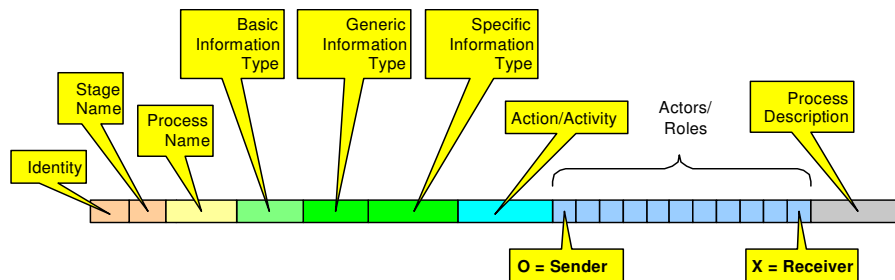 Basic
Information
Type
Generic
Information
Type
Specific
Information
Type
Stage
Name
Process
Name
Action/Activity
Actors/
Roles
Process
Description
Identity
O = Sender
X = Receiver